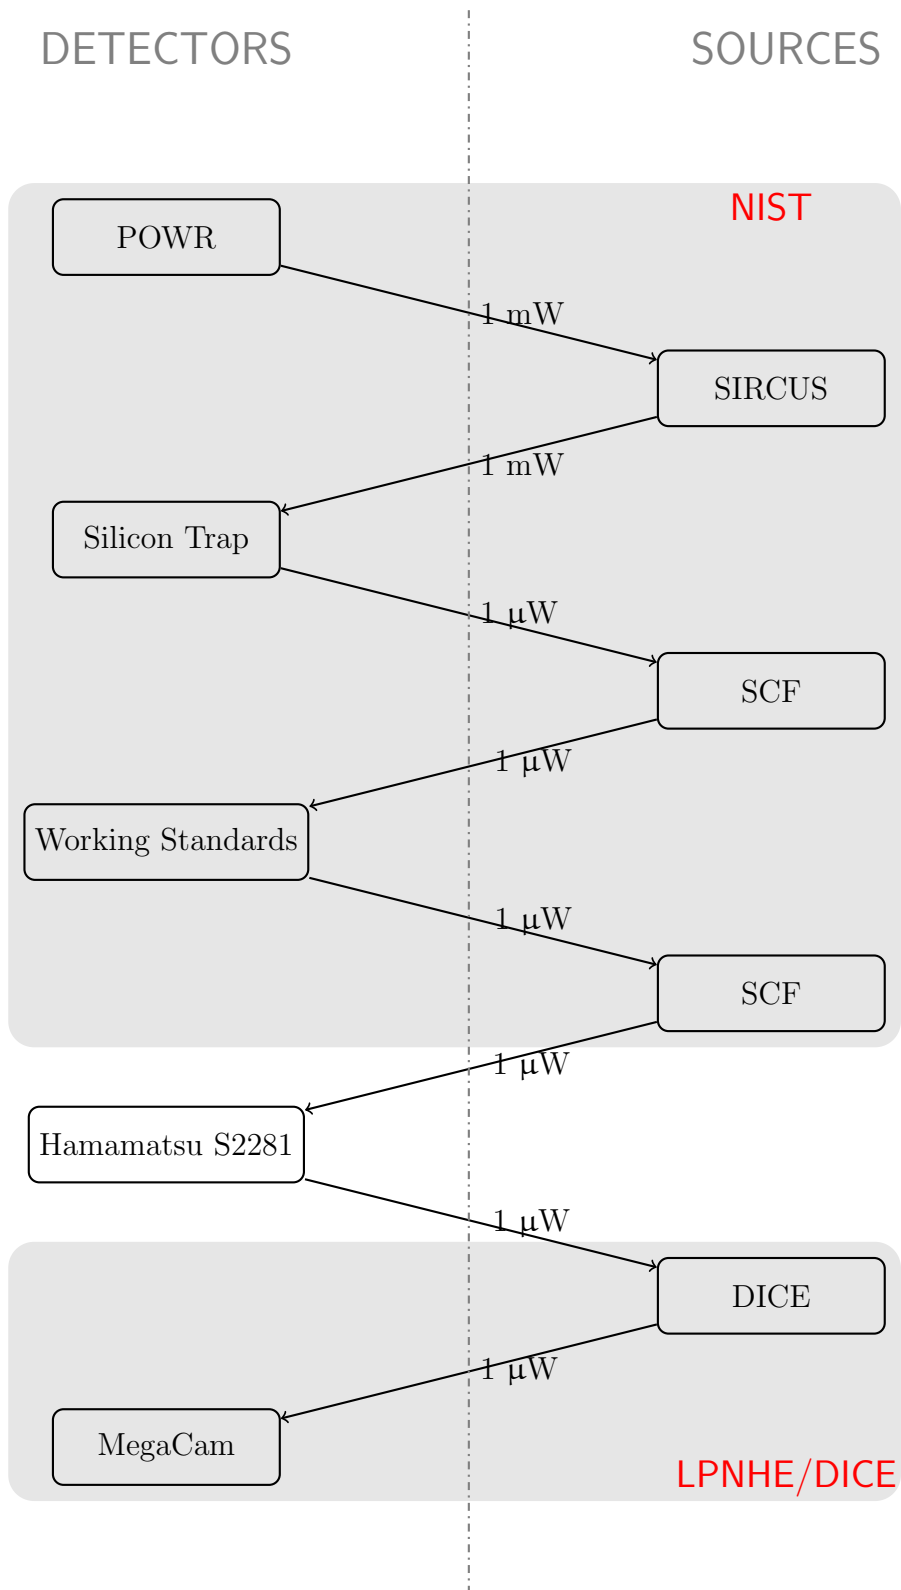 DETECTORS
SOURCES
NIST
POWR
1 mW
SIRCUS
1 mW
Silicon Trap
1 µW
SCF
1 µW
Working Standards
1 µW
SCF
1 µW
Hamamatsu S2281
1 µW
DICE
1 µW
MegaCam
LPNHE/DICE